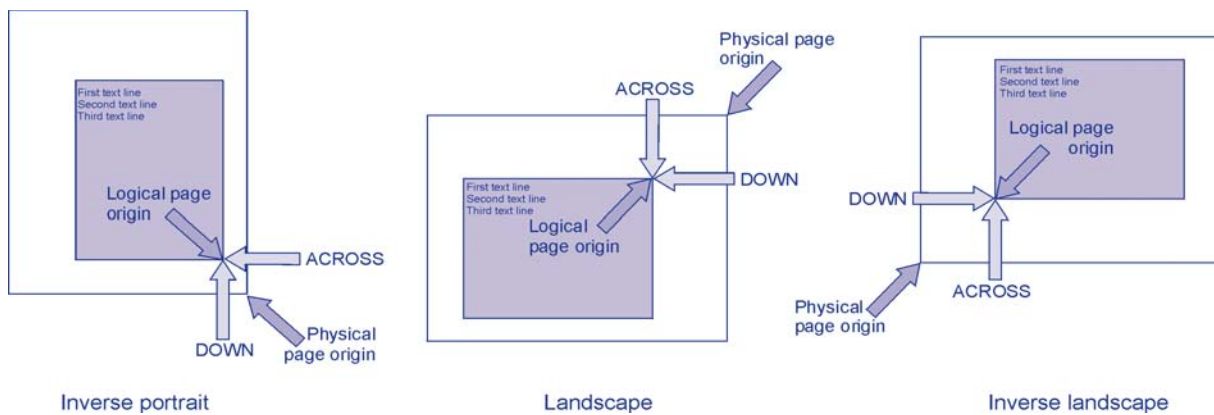 First text line
Second text line
Third text line
Logical page
origin
ACROSS
DOWN
Physical
page origin
Inverse portrait
Physical page
origin
ACROSS
DOWN
First text line
Second text line
Third text line
Logical
page origin
Landscape
First text line
Second text line
Third text line
Logical page
origin
DOWN
ACROSS
Physical
page origin
Inverse landscape